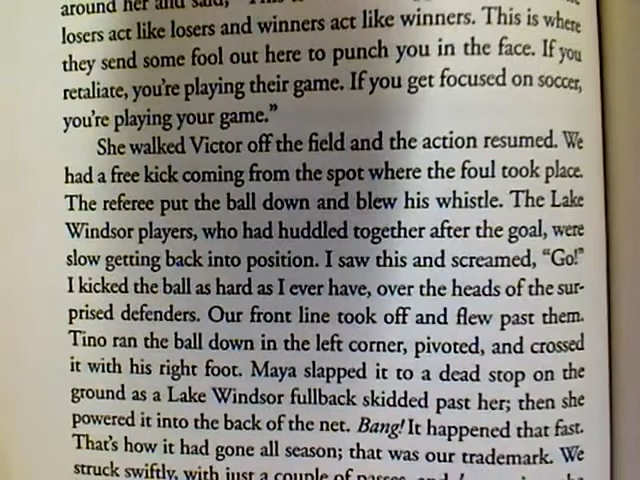 around her and said,
losers act like losers and winners act like winners. This is where
they send some fool out here to punch you in the face. If you
retaliate, you're playing their game. If you get focused on soccer,
you're playing your game.”
She walked Victor off the field and the action resumed. We
had a free kick coming from the spot where the foul took place.
The referee put the ball down and blew his whistle. The Lake
Windsor players, who had huddled together after the goal, were
slow getting back into position. I saw this and screamed, “Go!”
I kicked the ball as hard as I ever have, over the heads of the sur-
prised defenders. Our front line took off and flew past them.
Tino ran the ball down in the left corner, pivoted, and crossed
it with his right foot. Maya slapped it to a dead stop on the
ground as a Lake Windsor fullback skidded past her; then she
powered it into the back of the net. Bang! It happened that fast.
That's how it had gone all season; that was our trademark. We
struck swiftly, with just a couple of passes, and